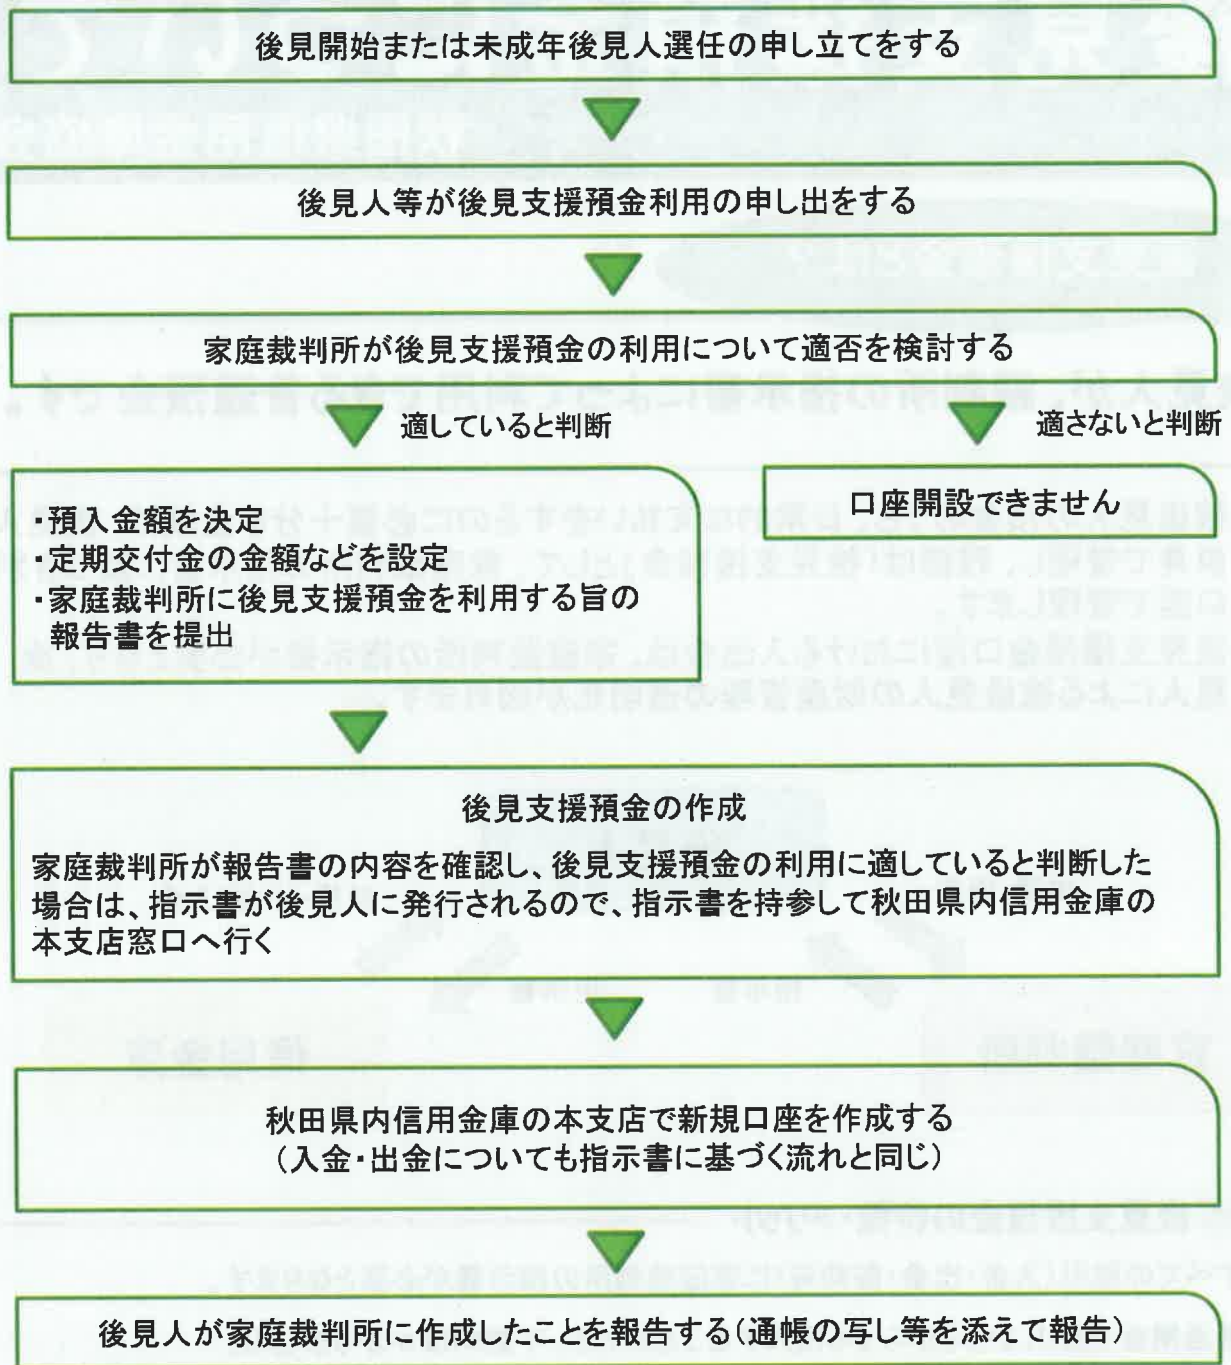 後見開始または未成年後見人選任の申し立てをする
後見人等が後見支援預金利用の申し出をする
家庭裁判所が後見支援預金の利用について適否を検討する
適していると判断
適さないと判断
・預入金額を決定
・定期交付金の金額などを設定
・家庭裁判所に後見支援預金を利用する旨の
報告書を提出
口座開設できません
後見支援預金の作成
家庭裁判所が報告書の内容を確認し、後見支援預金の利用に適していると判断した
場合は、指示書が後見人に発行されるので、指示書を持参して秋田県内信用金庫の
本支店窓口へ行く
秋田県内信用金庫の本支店で新規口座を作成する
(入金・出金についても指示書に基づく流れと同じ)
後見人が家庭裁判所に作成したことを報告する(通帳の写し等を添えて報告)